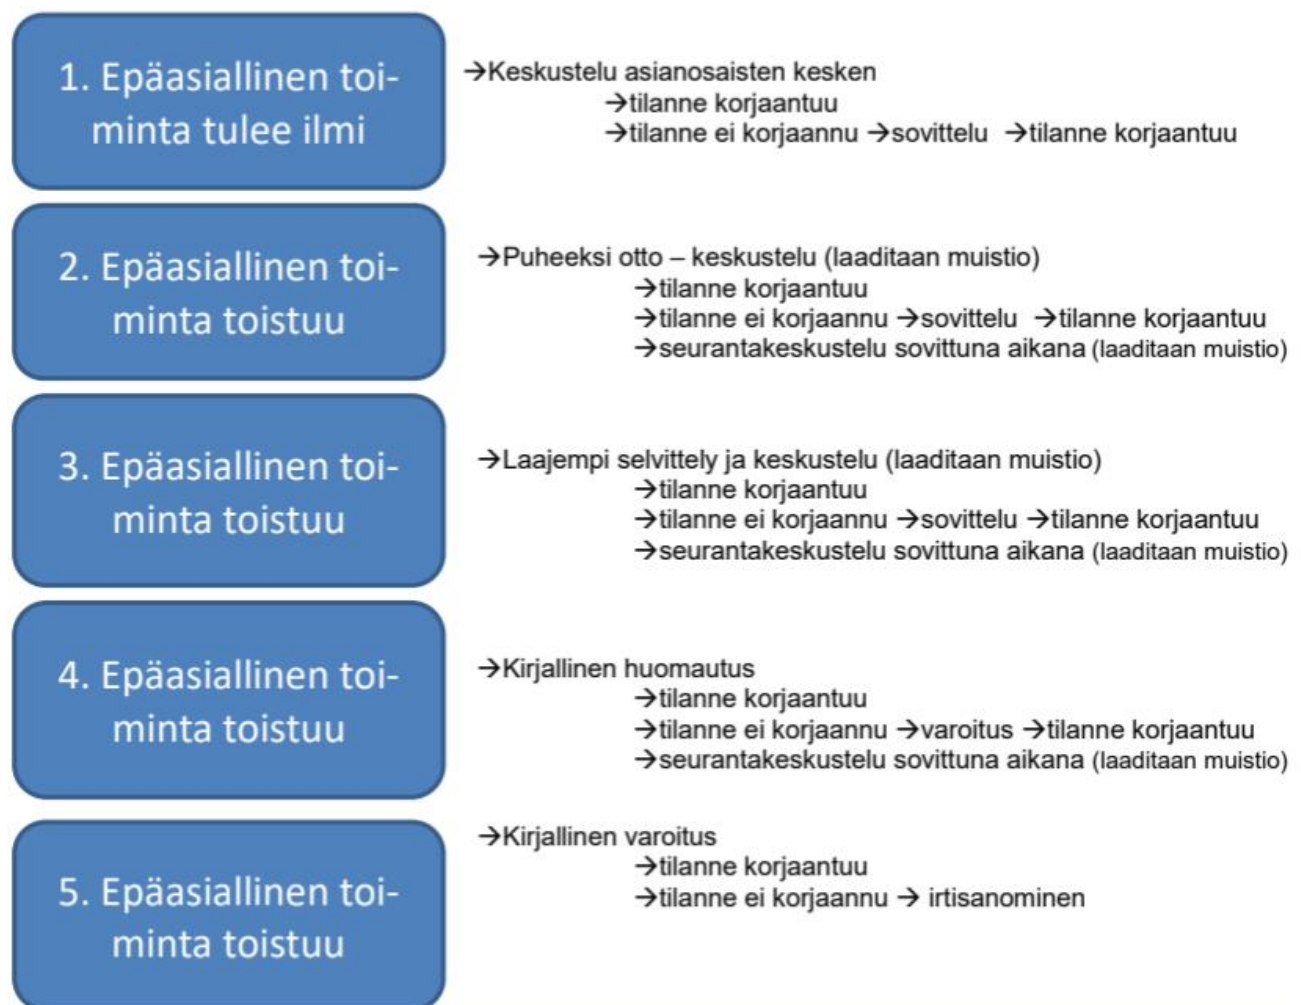 1. Epäasiallinen toi-
minta tulee ilmi
→Keskustelu asianosaisten kesken
→tilanne korjaantuu
→tilanne ei korjaannu →sovittelu →tilanne korjaantuu
2. Epäasiallinen toi-
minta toistuu
→Puheeksi otto – keskustelu (laaditaan muistio)
→tilanne korjaantuu
→tilanne ei korjaannu →sovittelu →tilanne korjaantuu
→seurantakeskustelu sovittuna aikana (laaditaan muistio)
3. Epäasiallinen toi-
minta toistuu
→Laajempi selvittely ja keskustelu (laaditaan muistio)
→tilanne korjaantuu
→tilanne ei korjaannu →sovittelu →tilanne korjaantuu
→seurantakeskustelu sovittuna aikana (laaditaan muistio)
4. Epäasiallinen toi-
minta toistuu
→Kirjallinen huomautus
→tilanne korjaantuu
→tilanne ei korjaannu →varoitus →tilanne korjaantuu
→seurantakeskustelu sovittuna aikana (laaditaan muistio)
5. Epäasiallinen toi-
minta toistuu
→Kirjallinen varoitus
→tilanne korjaantuu
→tilanne ei korjaannu → irtisanominen